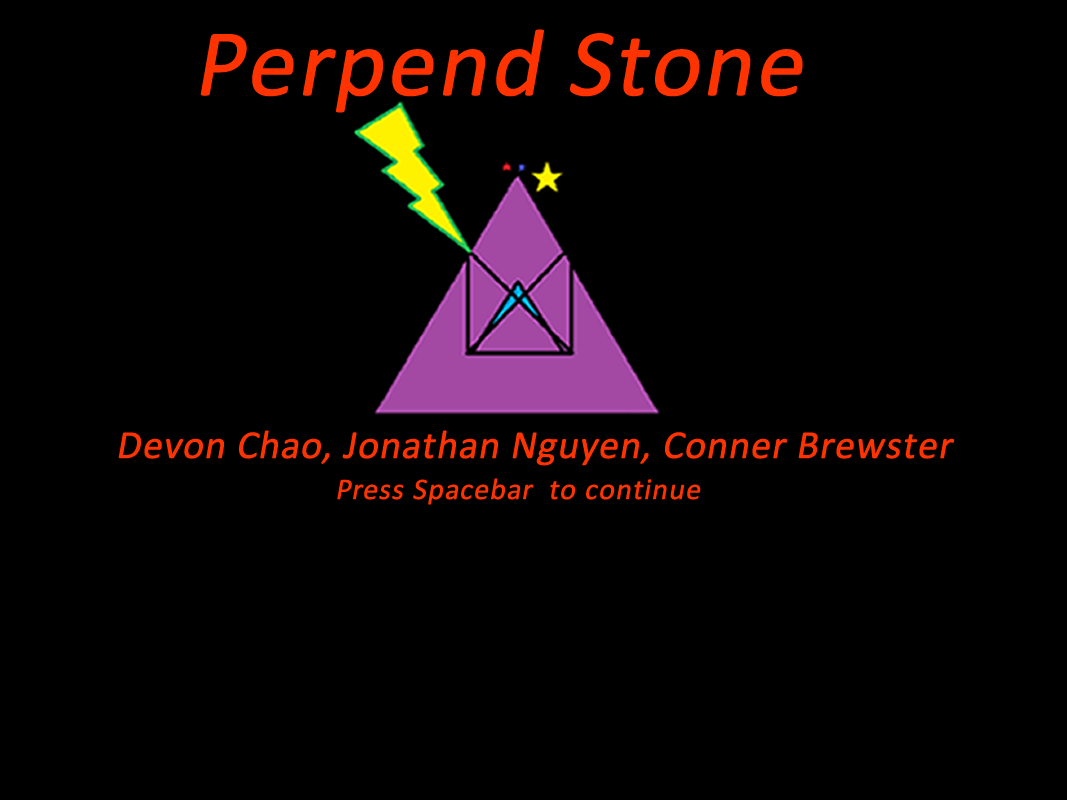 Perpend Stone
Devon Chao, Jonathan Nguyen, Conner Brewster
Press Spacebar  to continue